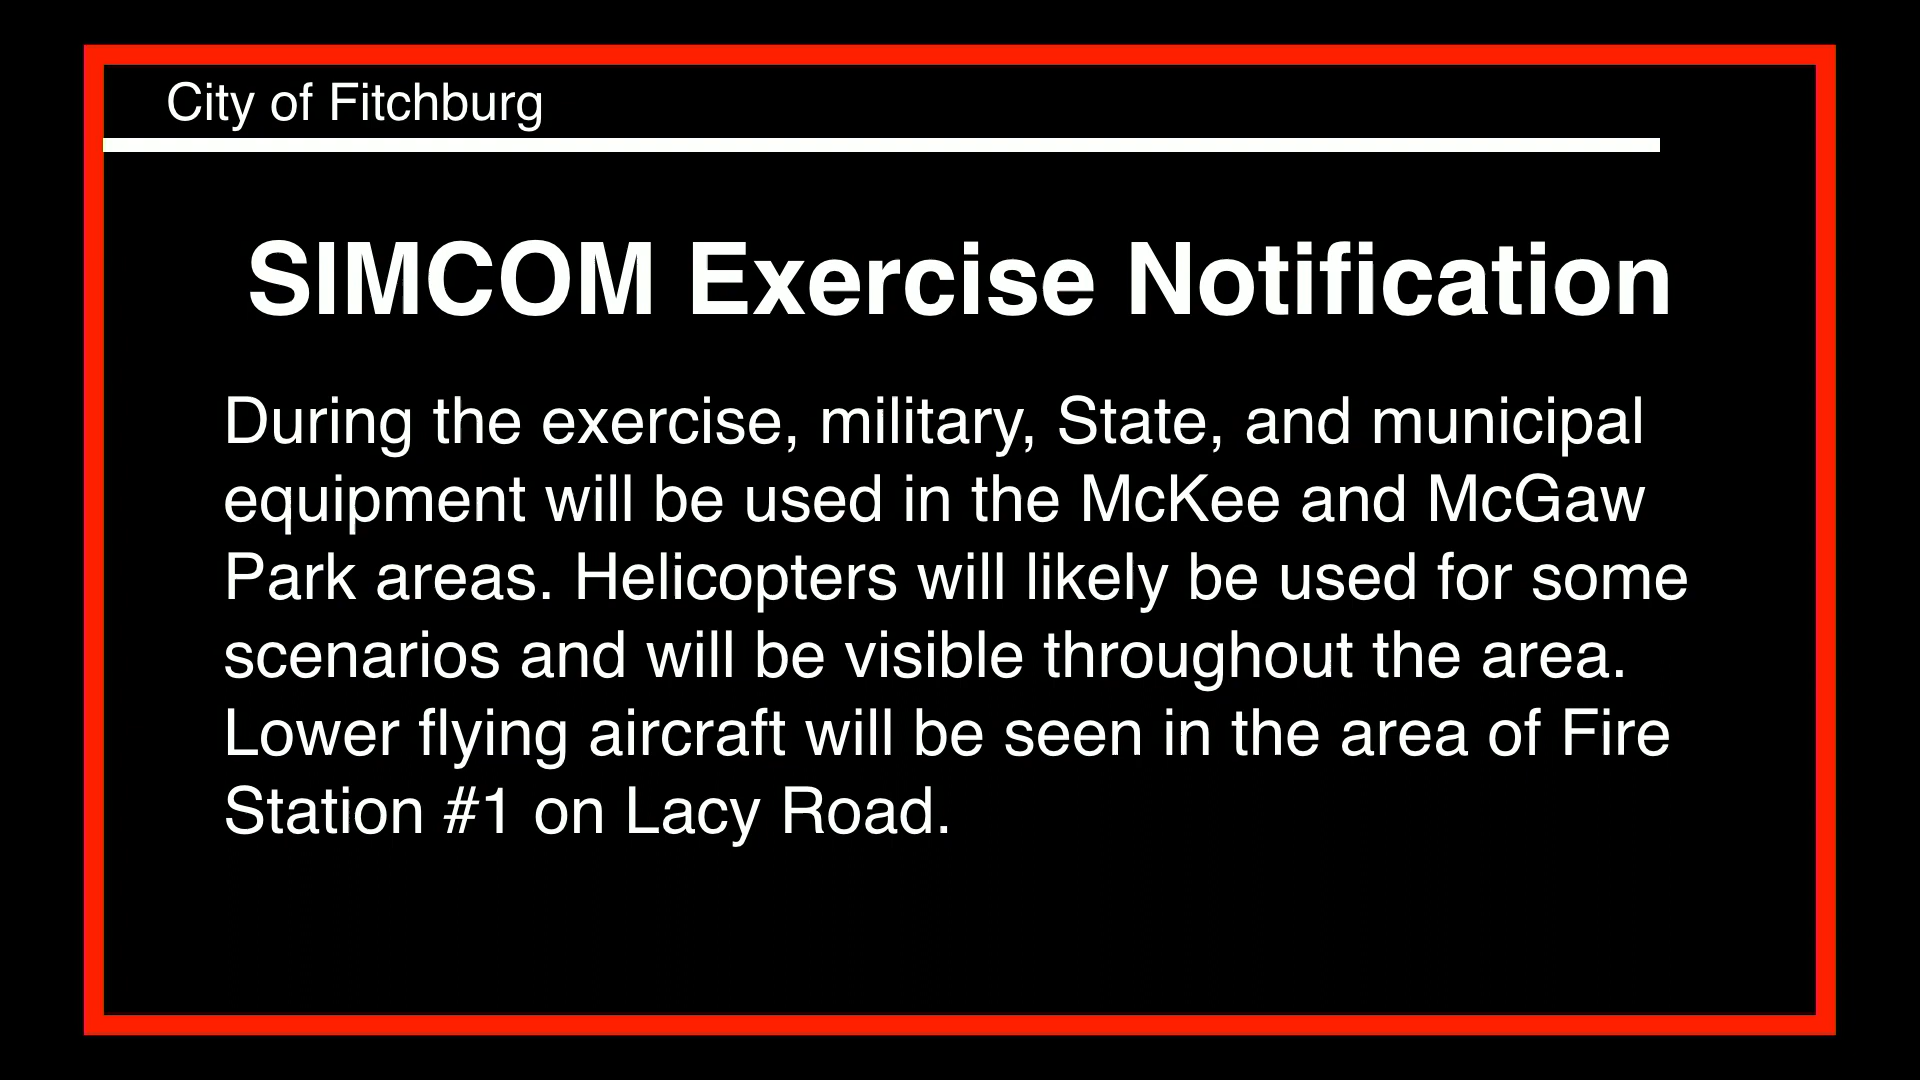 City of Fitchburg
SIMCOM Exercise Notification
During the exercise, military, State, and municipal
equipment will be used in the McKee and McGaw
Park areas. Helicopters will likely be used for some
scenarios and will be visible throughout the area.
Lower flying aircraft will be seen in the area of Fire
Station #1 on Lacy Road.